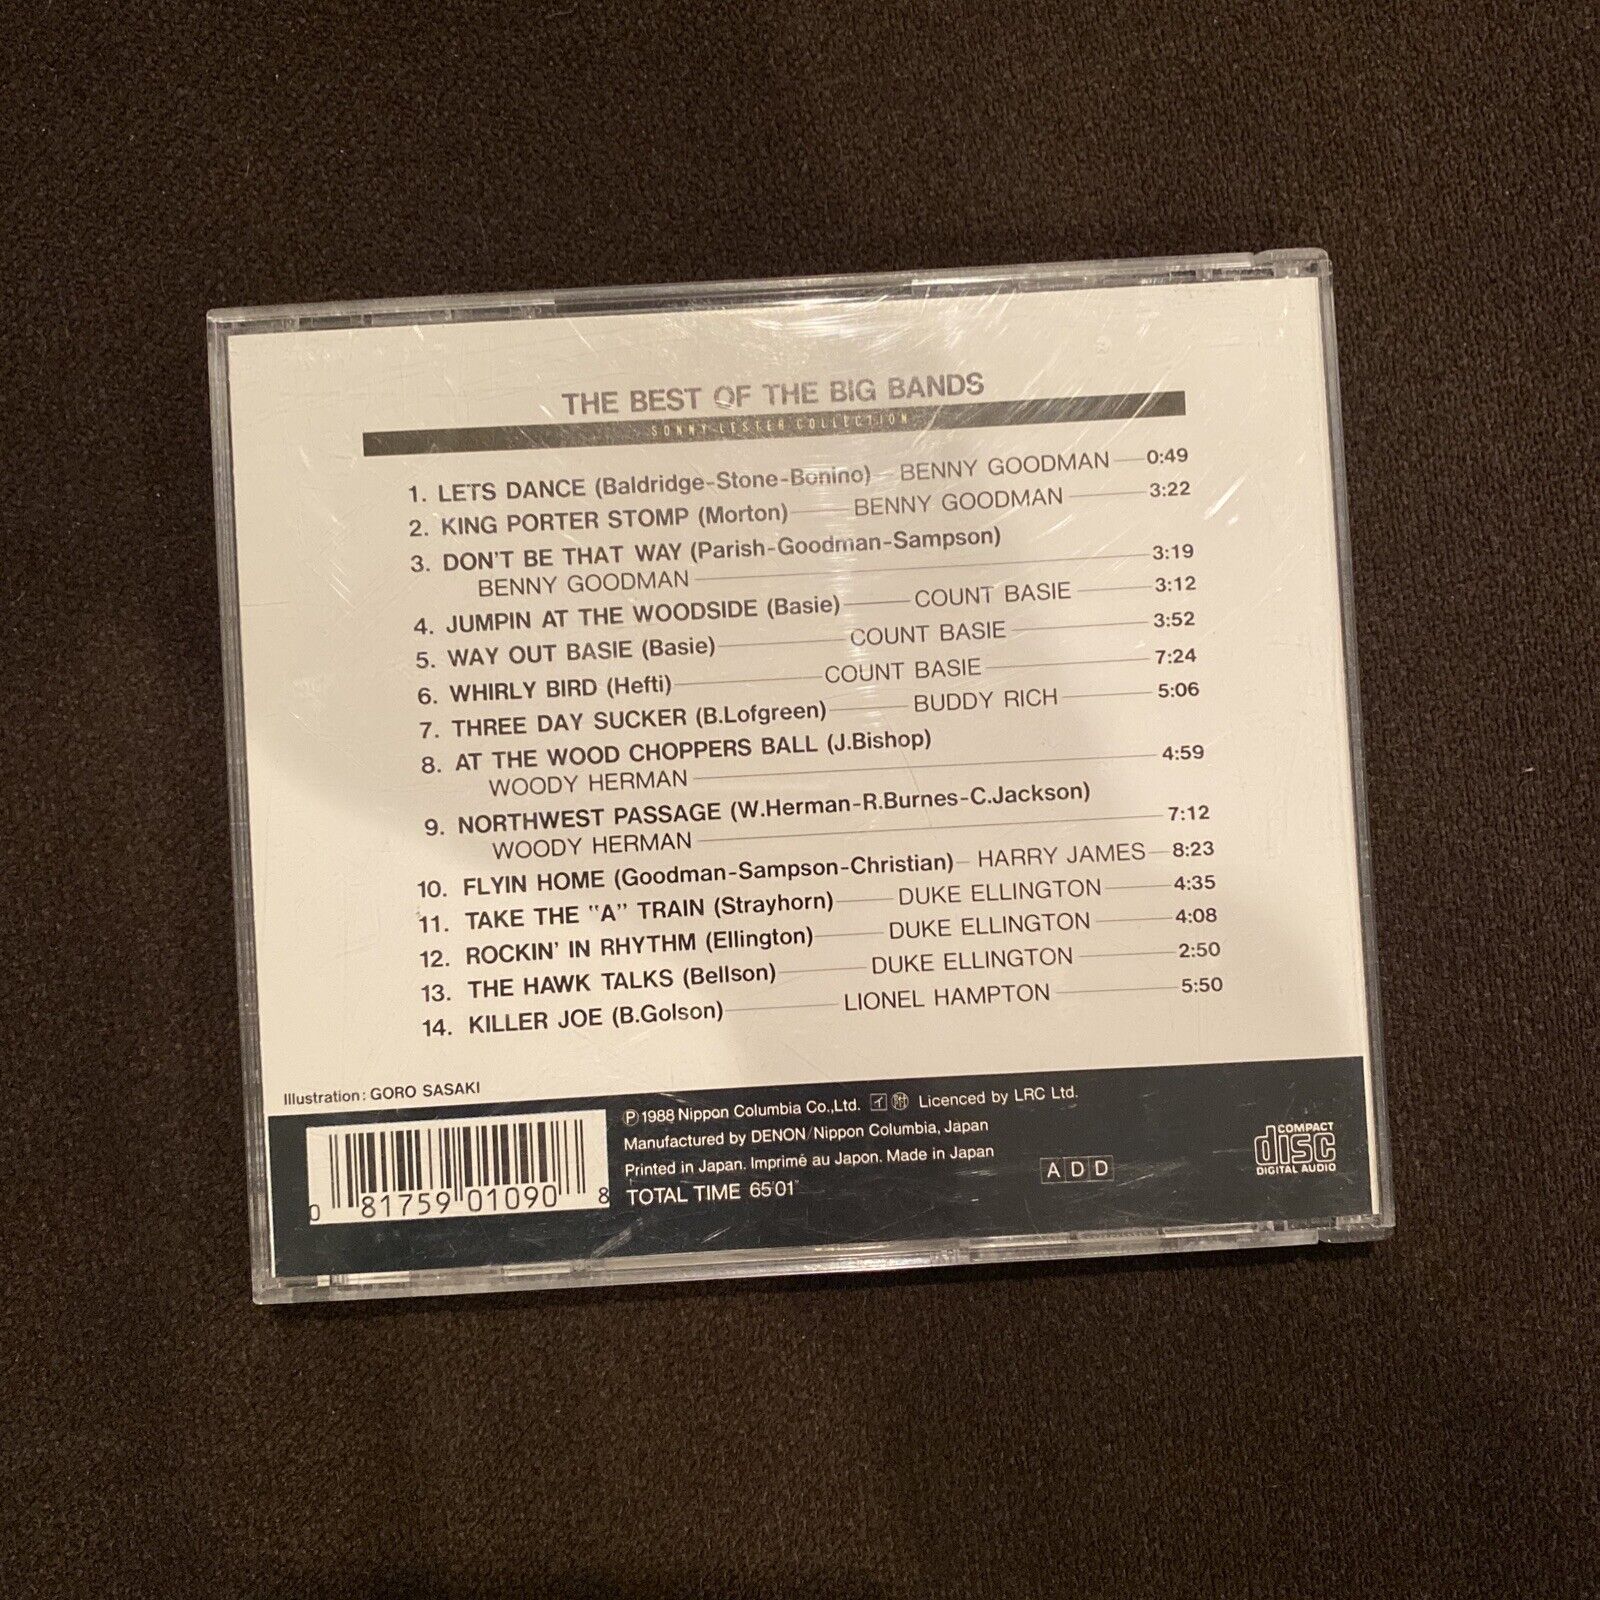 THE BEST OF THE BIG BANDS
SONNY LESTER COLLECTION
1. LETS DANCE (Baldridge-Stone-Bonino) BENNY GOODMAN 0:49
2. KING PORTER STOMP (Morton) BENNY GOODMAN 3:22
3. DON'T BE THAT WAY (Parish-Goodman-Sampson)
BENNY GOODMAN 3:19
4. JUMPIN AT THE WOODSIDE (Basie) COUNT BASIE 3:12
5. WAY OUT BASIE (Basie) COUNT BASIE 3:52
6. WHIRLY BIRD (Hefti) COUNT BASIE 7:24
7. THREE DAY SUCKER (B.Lofgreen) BUDDY RICH 5:06
8. AT THE WOOD CHOPPERS BALL (J.Bishop)
WOODY HERMAN 4:59
9. NORTHWEST PASSAGE (W.Herman-R.Burnes-C.Jackson)
WOODY HERMAN 7:12
10. FLYIN HOME (Goodman-Sampson-Christian) HARRY JAMES 8:23
11. TAKE THE "A" TRAIN (Strayhorn) DUKE ELLINGTON 4:35
12. ROCKIN' IN RHYTHM (Ellington) DUKE ELLINGTON 4:08
13. THE HAWK TALKS (Bellson) DUKE ELLINGTON 2:50
14. KILLER JOE (B.Golson) LIONEL HAMPTON 5:50
Illustration: GORO SASAKI
℗1988 Nippon Columbia Co.,Ltd. Licenced by LRC Ltd.
Manufactured by DENON/Nippon Columbia, Japan
Printed in Japan. Imprimé au Japon. Made in Japan
TOTAL TIME 65'01"
ADD
COMPACT
disc
DIGITAL AUDIO
0 81759 01090 8